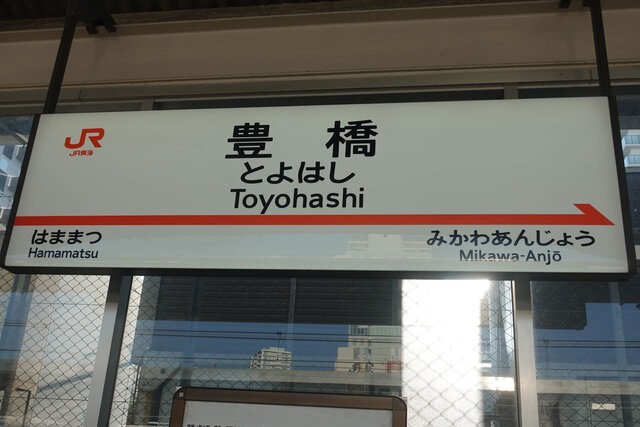 JR
JR東海
豊橋
とよはし
Toyohashi
はままつ
Hamamatsu
みかわあんじょう
Mikawa-Anjō